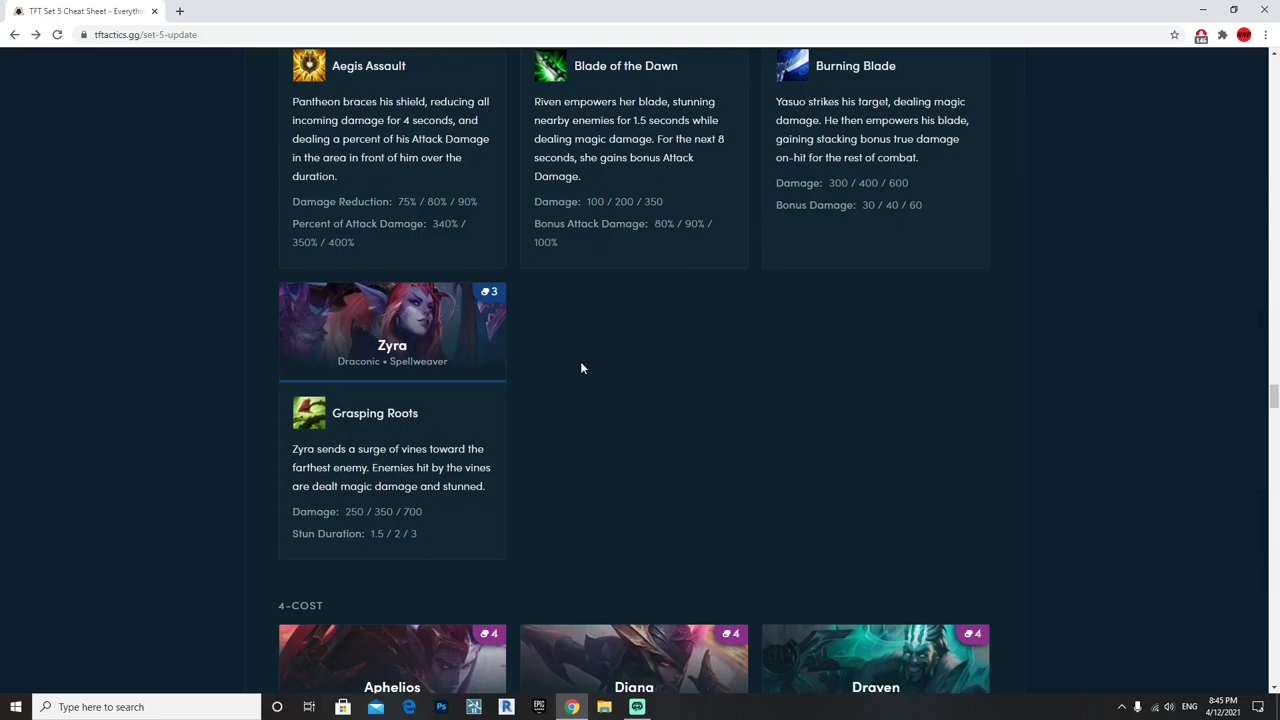 TFT Set 5 Cheat Sheet - Everythin
tftactics.gg/set-5-update
146
Aegis Assault
Pantheon braces his shield, reducing all
incoming damage for 4 seconds, and
dealing a percent of his Attack Damage
in the area in front of him over the
duration.
Damage Reduction: 75% / 80% / 90%
Percent of Attack Damage: 340% /
350% / 400%
Blade of the Dawn
Riven empowers her blade, stunning
nearby enemies for 1.5 seconds while
dealing magic damage. For the next 8
seconds, she gains bonus Attack
Damage.
Damage: 100 / 200 / 350
Bonus Attack Damage: 80% / 90% /
100%
Burning Blade
Yasuo strikes his target, dealing magic
damage. He then empowers his blade,
gaining stacking bonus true damage
on-hit for the rest of combat.
Damage: 300 / 400 / 600
Bonus Damage: 30 / 40 / 60
3
Zyra
Draconic • Spellweaver
Grasping Roots
Zyra sends a surge of vines toward the
farthest enemy. Enemies hit by the vines
are dealt magic damage and stunned.
Damage: 250 / 350 / 700
Stun Duration: 1.5 / 2 / 3
4-COST
4
Aphelios
4
Diana
4
Draven
Type here to search
Ps
R
EPIC
ENG
8:45 PM
4/12/2021